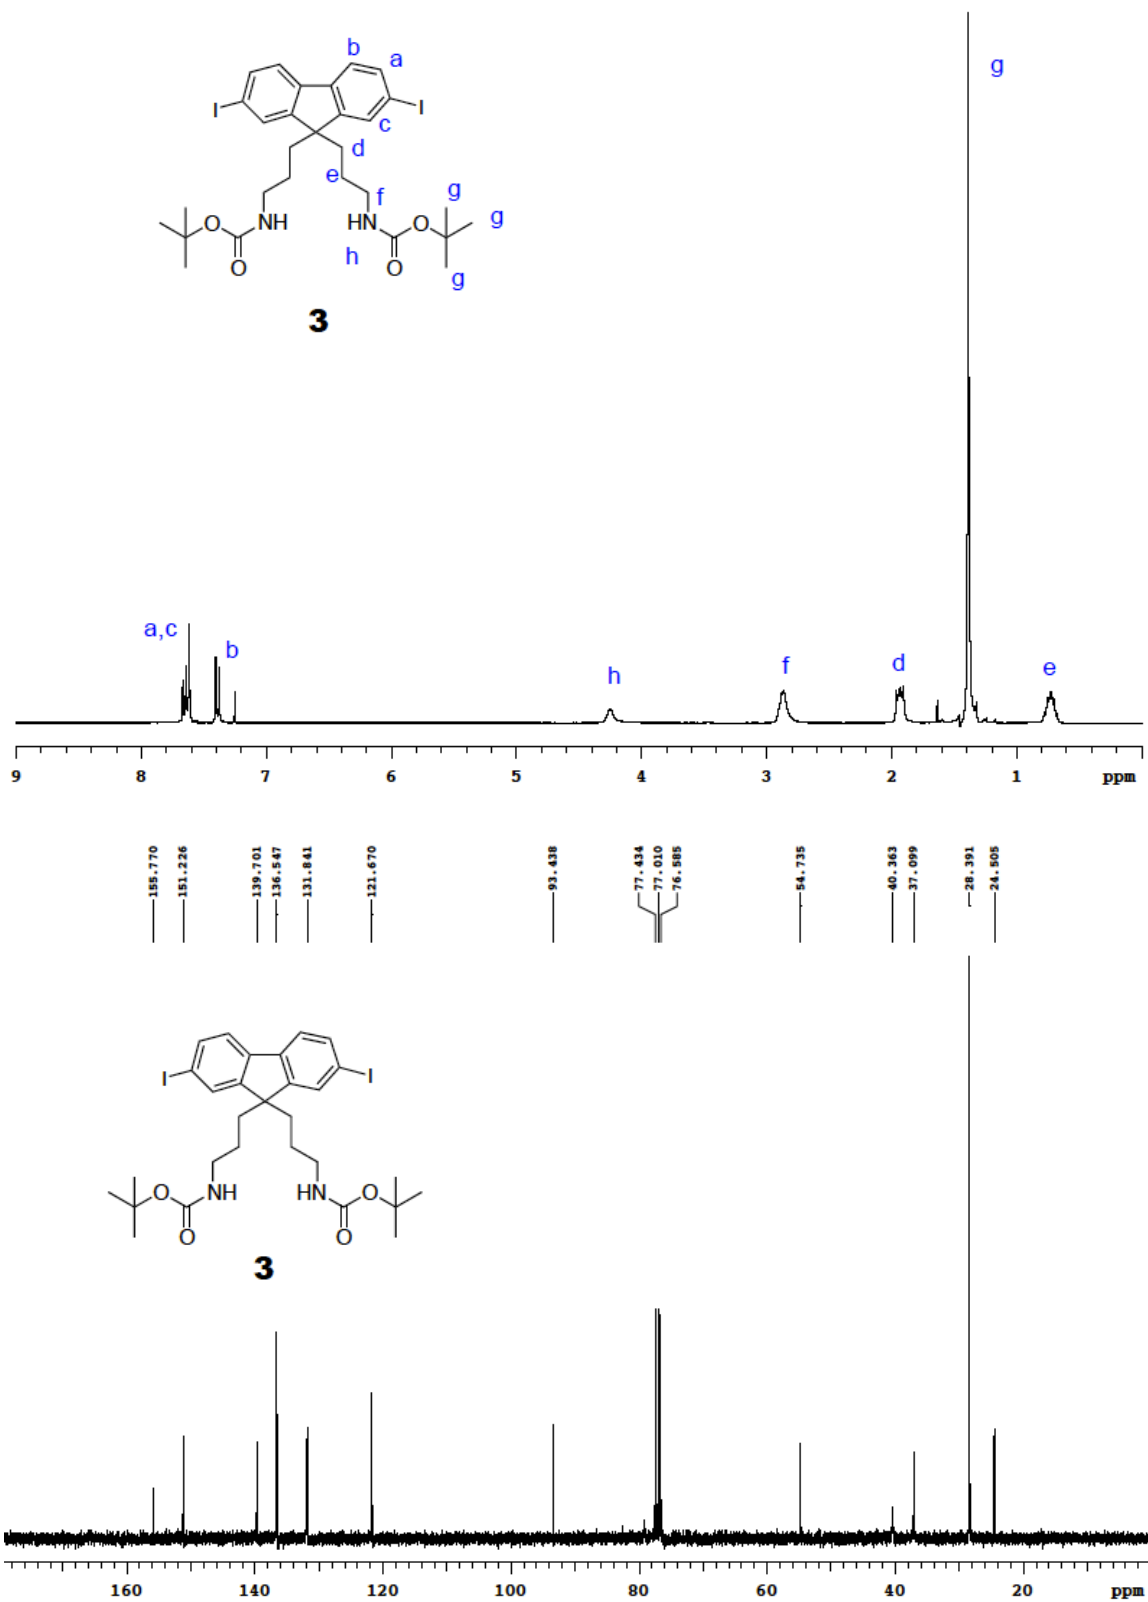 b
a
g
I
I
c
d
e
f
g
O
NH
HN
O
g
h
O
O
g
3
a,c
b
h
f
d
e
9 8 7 6 5 4 3 2 1 ppm
155.770
151.226
139.701
136.547
131.841
121.670
93.438
77.434
77.010
76.585
54.735
40.363
37.099
28.391
24.505
I
I
O
NH
HN
O
O
O
3
160 140 120 100 80 60 40 20 ppm